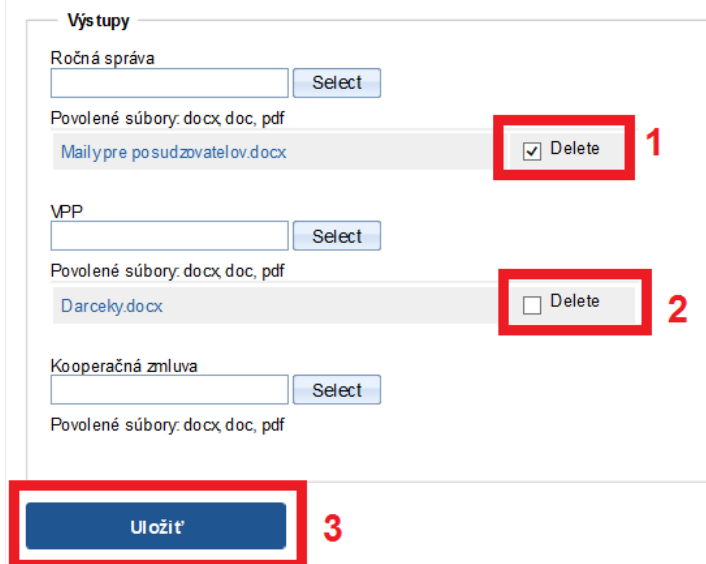 Výstupy
Ročná správa
Select
Povolené súbory: docx, doc, pdf
Maily pre posudzovatelov.docx Delete 1
VPP
Select
Povolené súbory: docx, doc, pdf
Darceky.docx Delete 2
Kooperačná zmluva
Select
Povolené súbory: docx, doc, pdf
Uložiť 3